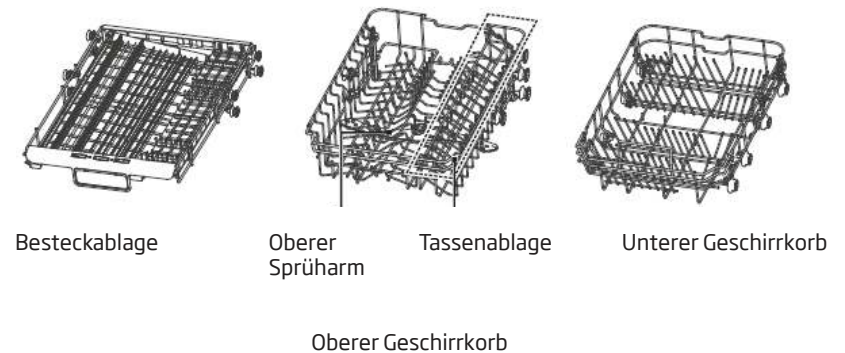 Besteckablage
Oberer
Sprüharm
Tassenablage
Unterer Geschirrkorb
Oberer Geschirrkorb